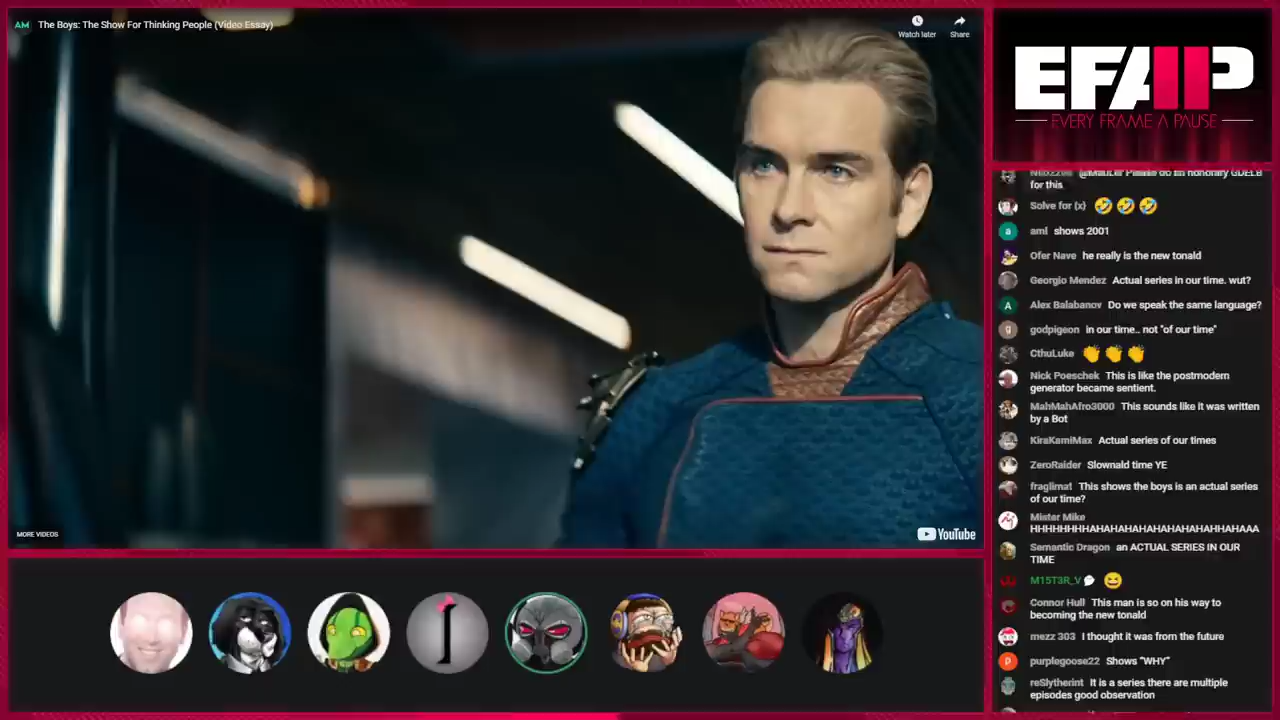 AM
The Boys: The Show For Thinking People (Video Essay)
Watch later
Share
MORE VIDEOS
YouTube
EFAP
EVERY FRAME A PAUSE
for this
Solve for {x}
a
aml shows 2001
Ofer Nave he really is the new tonald
Georgio Mendez Actual series in our time. wut?
A
Alex Balabanov Do we speak the same language?
g
godpigeon in our time.. not "of our time"
CthuLuke 👏👏👏
Nick Poeschek This is like the postmodern
generator became sentient.
MahMahAfro3000 This sounds like it was written
by a Bot
KiraKamiMax Actual series of our times
ZeroRaider Slownald time YE
fraglimat This shows the boys is an actual series
of our time?
Mister Mike
HHHHHHHAHAHAHAHAHAHAHAHHAHAAA
Semantic Dragon an ACTUAL SERIES IN OUR
TIME
M15T3R_V
Connor Hull This man is so on his way to
becoming the new tonald
mezz 303 I thought it was from the future
P
purplegoose22 Shows "WHY"
reSlytherint It is a series there are multiple
episodes good observation